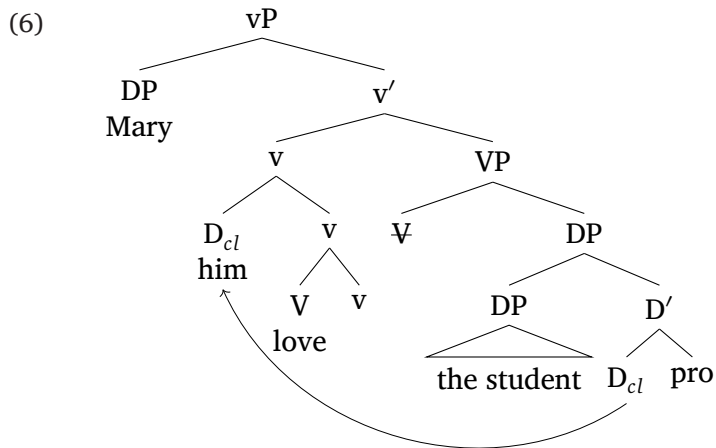 (6)
vP
DP
Mary
v′
v
VP
D_cl
him
v
V
DP
V
love
v
DP
D′
the student
D_cl
pro